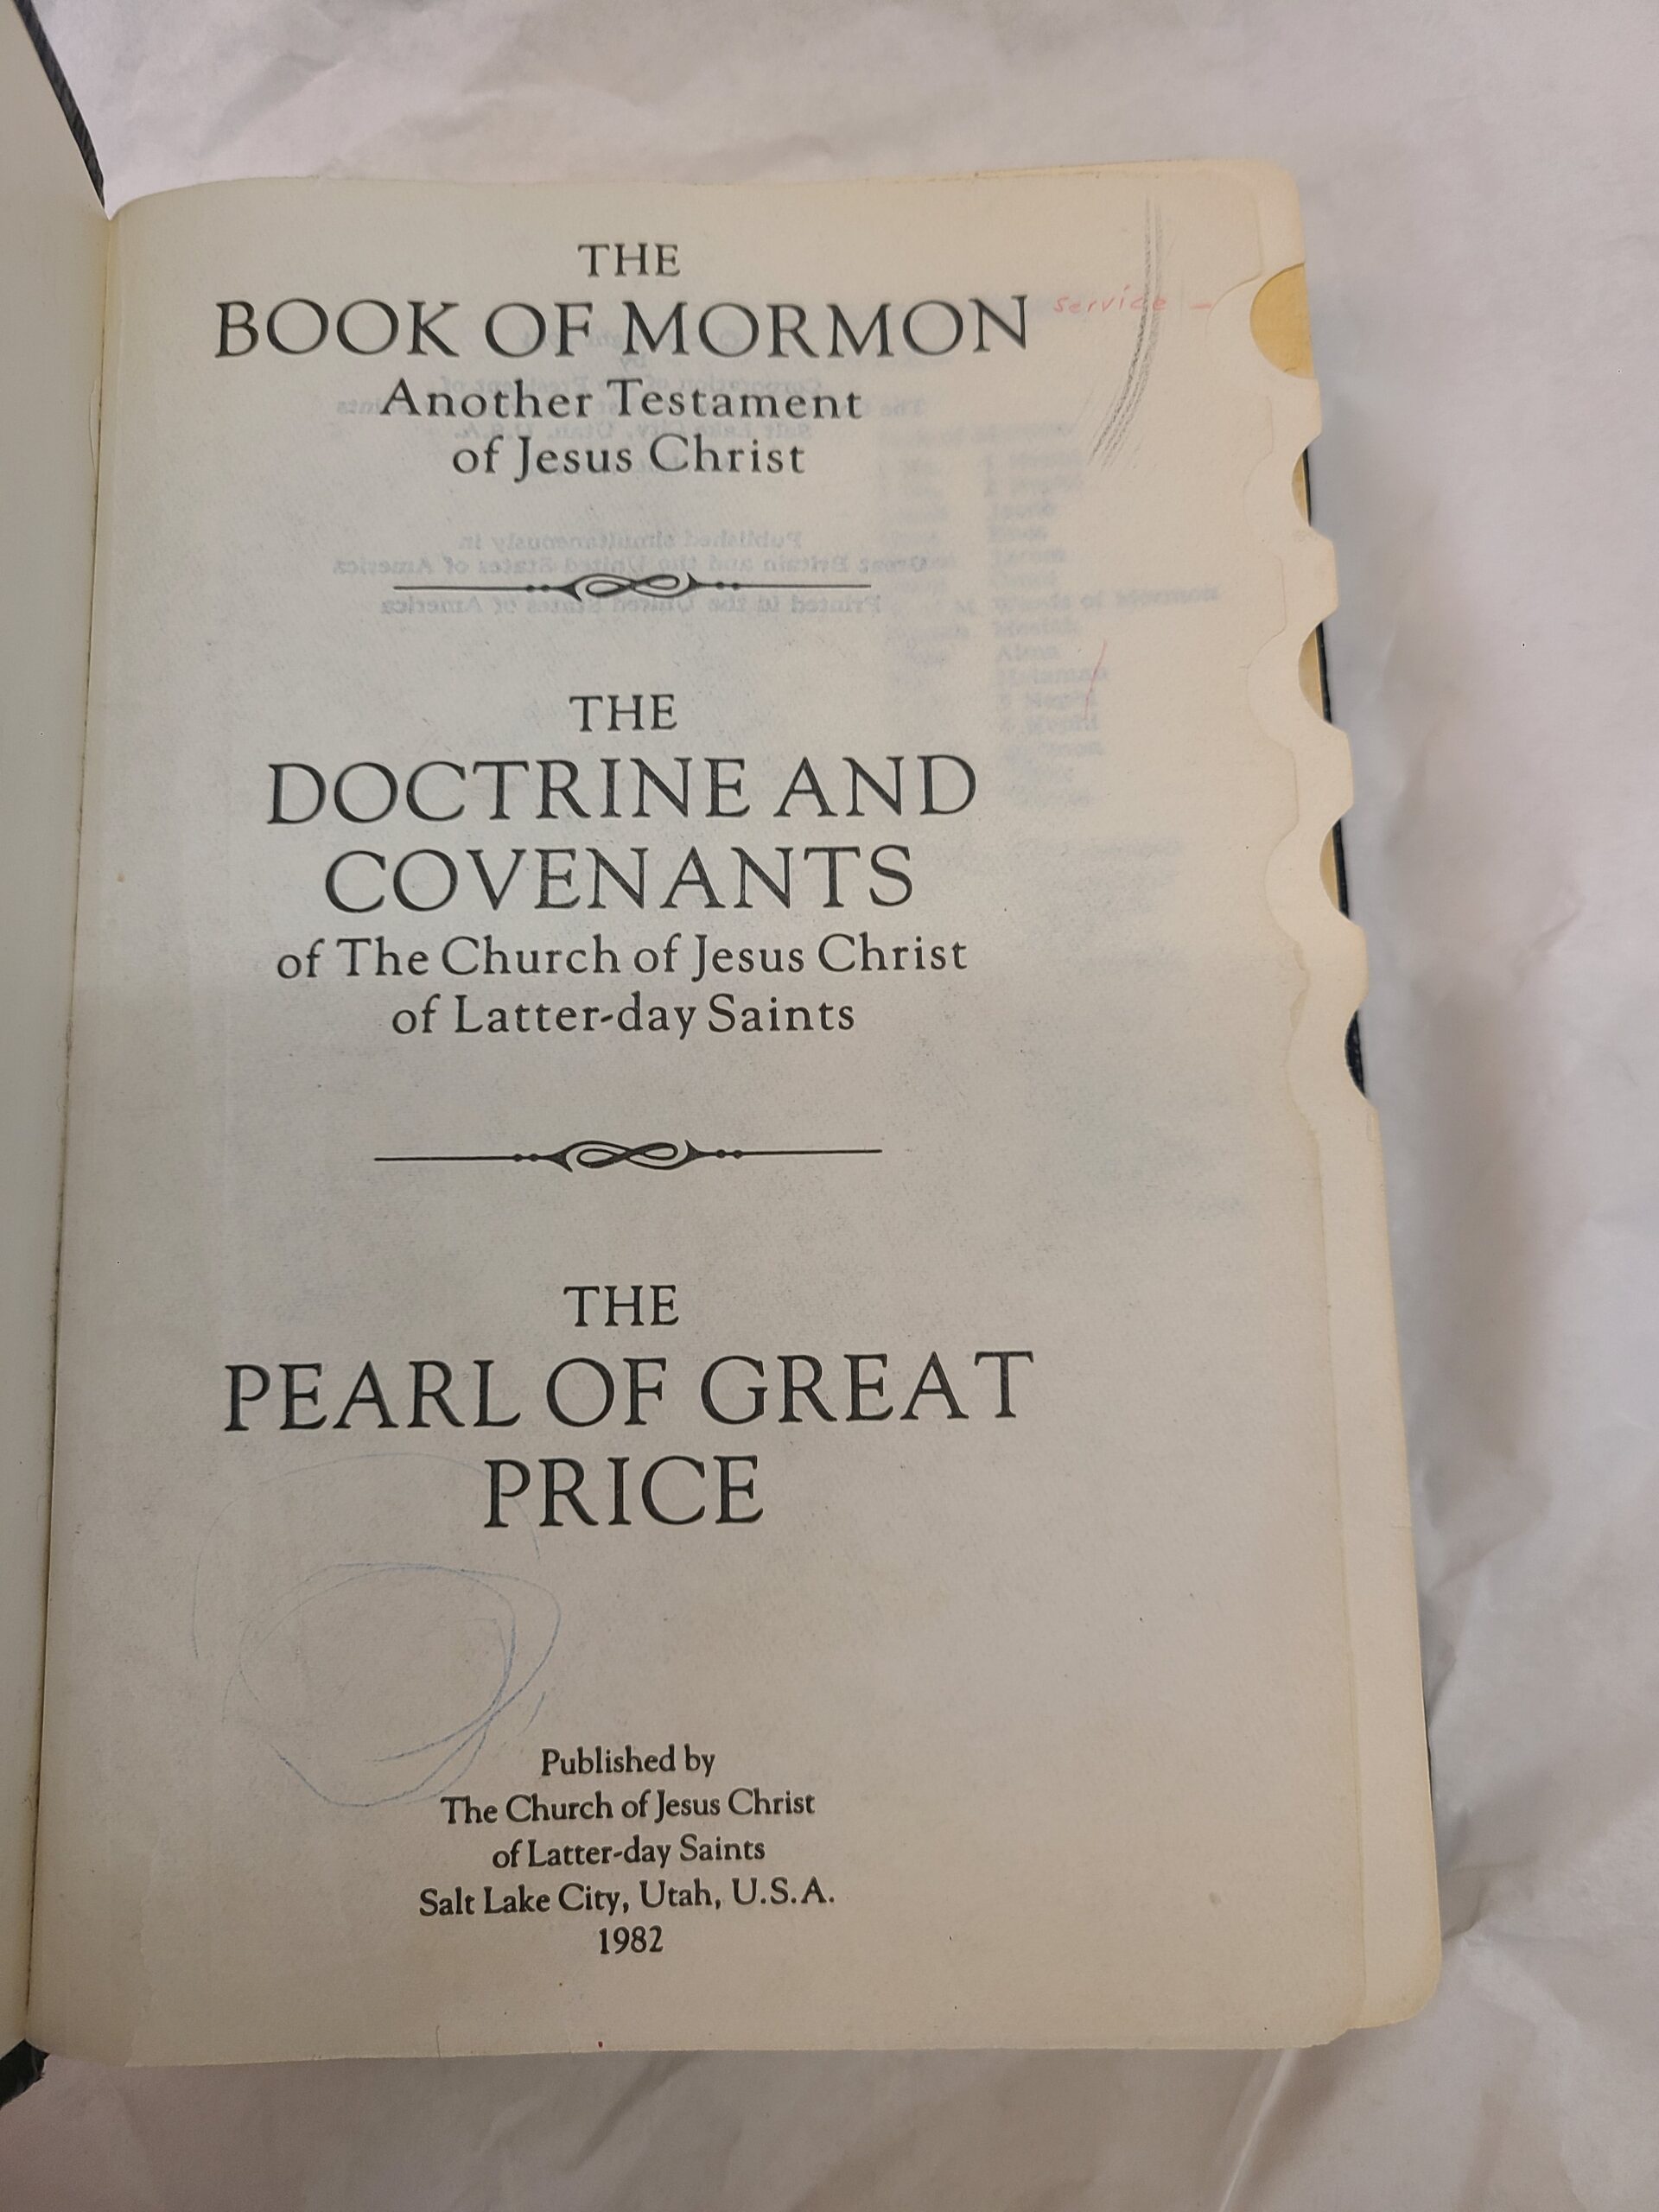 THE
BOOK OF MORMON service -
Another Testament
of Jesus Christ
THE
DOCTRINE AND
COVENANTS
of The Church of Jesus Christ
of Latter-day Saints
THE
PEARL OF GREAT
PRICE
Published by
The Church of Jesus Christ
of Latter-day Saints
Salt Lake City, Utah, U.S.A.
1982